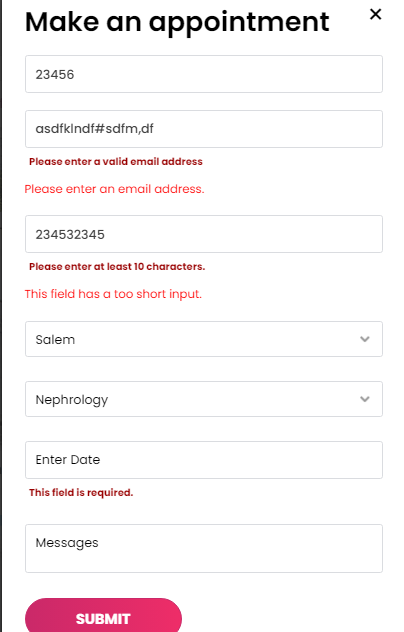 Make an appointment
23456
asdfklndf#sdfm,df
Please enter a valid email address
Please enter an email address.
234532345
Please enter at least 10 characters.
This field has a too short input.
Salem
Nephrology
Enter Date
This field is required.
Messages
SUBMIT